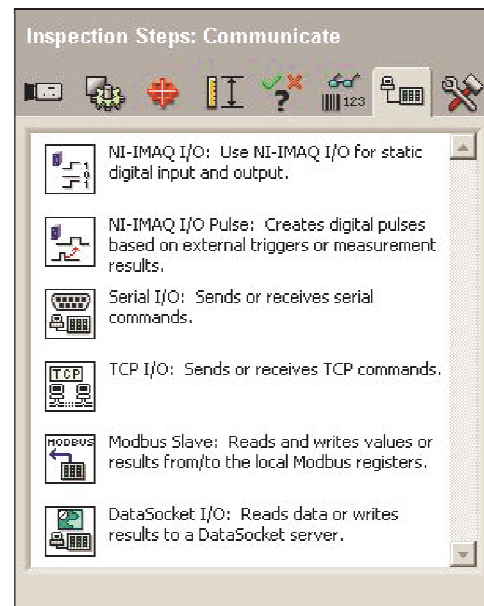 Inspection Steps: Communicate
123
NI-IMAQ I/O: Use NI-IMAQ I/O for static
digital input and output.
NI-IMAQ I/O Pulse: Creates digital pulses
based on external triggers or measurement
results.
Serial I/O: Sends or receives serial
commands.
TCP
TCP I/O: Sends or receives TCP commands.
MODBUS
Modbus Slave: Reads and writes values or
results from/to the local Modbus registers.
DataSocket I/O: Reads data or writes
results to a DataSocket server.